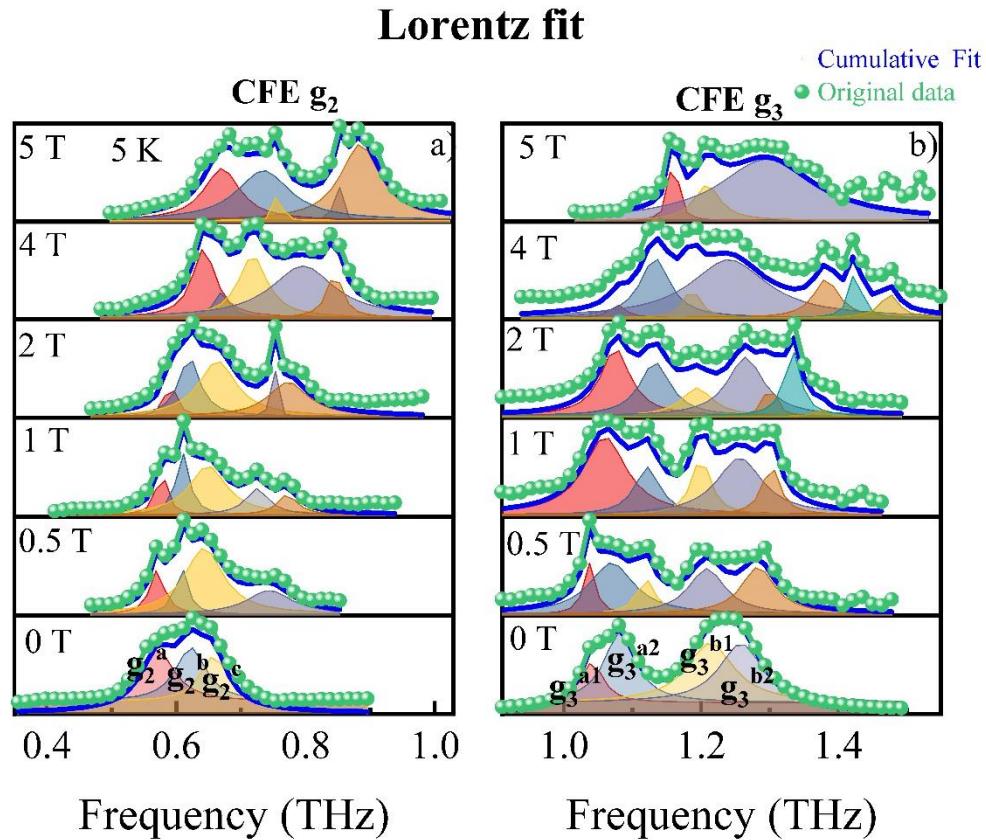 Lorentz fit
Cumulative Fit
Original data
CFE g2
CFE g3
5 T
5 K
a)
4 T
2 T
1 T
0.5 T
0 T
g2a
g2b
g2c
0.4 0.6 0.8 1.0
Frequency (THz)
5 T
b)
4 T
2 T
1 T
0.5 T
0 T
g3a1
g3a2
g3b1
g3b2
1.0 1.2 1.4
Frequency (THz)